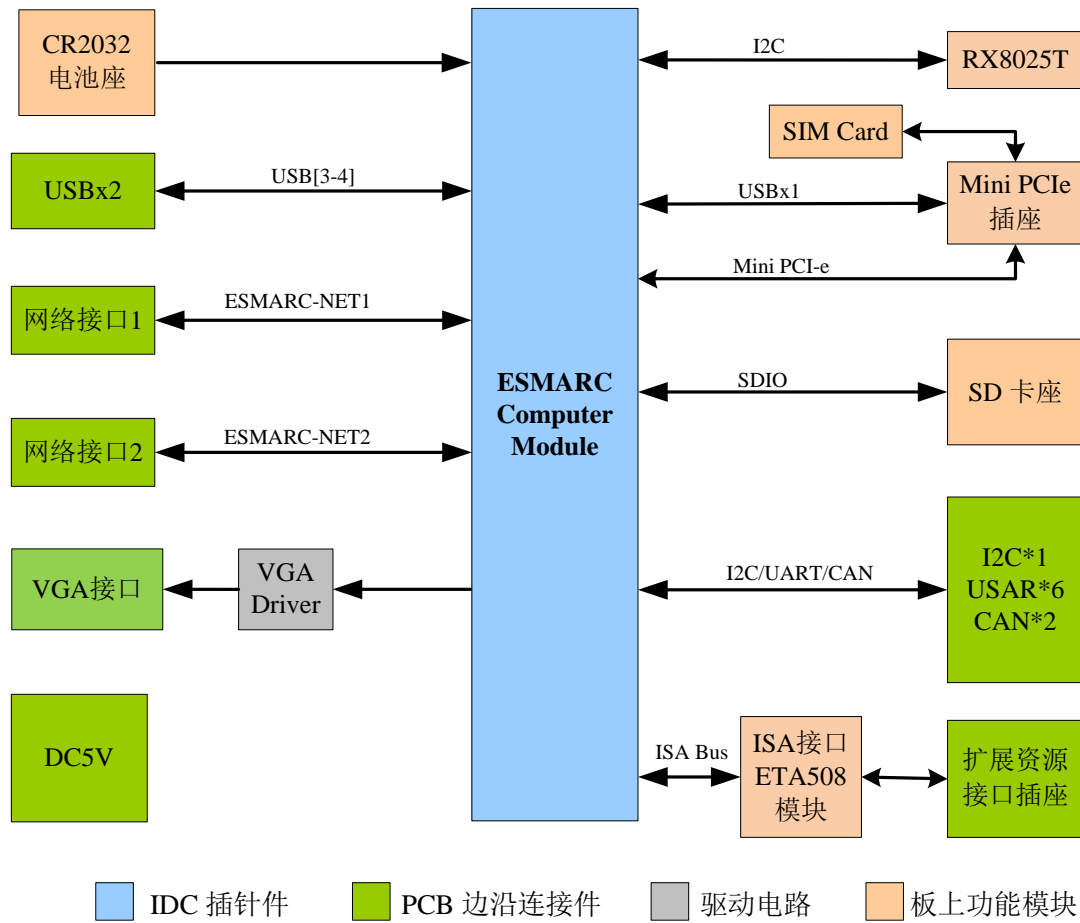 CR2032
电池座
I2C
RX8025T
SIM Card
USBx2
USB[3-4]
USBx1
Mini PCIe
插座
Mini PCI-e
网络接口1
ESMARC-NET1
ESMARC
Computer
Module
SDIO
SD 卡座
网络接口2
ESMARC-NET2
VGA接口
VGA
Driver
I2C/UART/CAN
I2C*1
USAR*6
CAN*2
DC5V
ISA Bus
ISA接口
ETA508
模块
扩展资源
接口插座
IDC 插针件
PCB 边沿连接件
驱动电路
板上功能模块